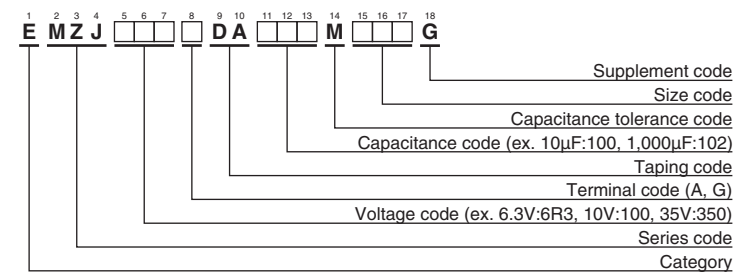 1 2 3 4 5 6 7 8 9 10 11 12 13 14 15 16 17 18
E M Z J □□□ □ D A □□□ M □□□ G
Supplement code
Size code
Capacitance tolerance code
Capacitance code (ex. 10μF:100, 1,000μF:102)
Taping code
Terminal code (A, G)
Voltage code (ex. 6.3V:6R3, 10V:100, 35V:350)
Series code
Category